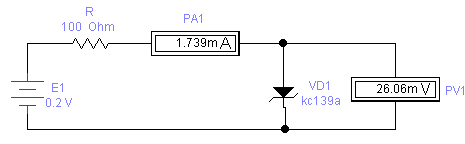 R
100 Ohm
PA1
1.739m A
E1
0.2 V
VD1
kc139a
26.06m V
PV1